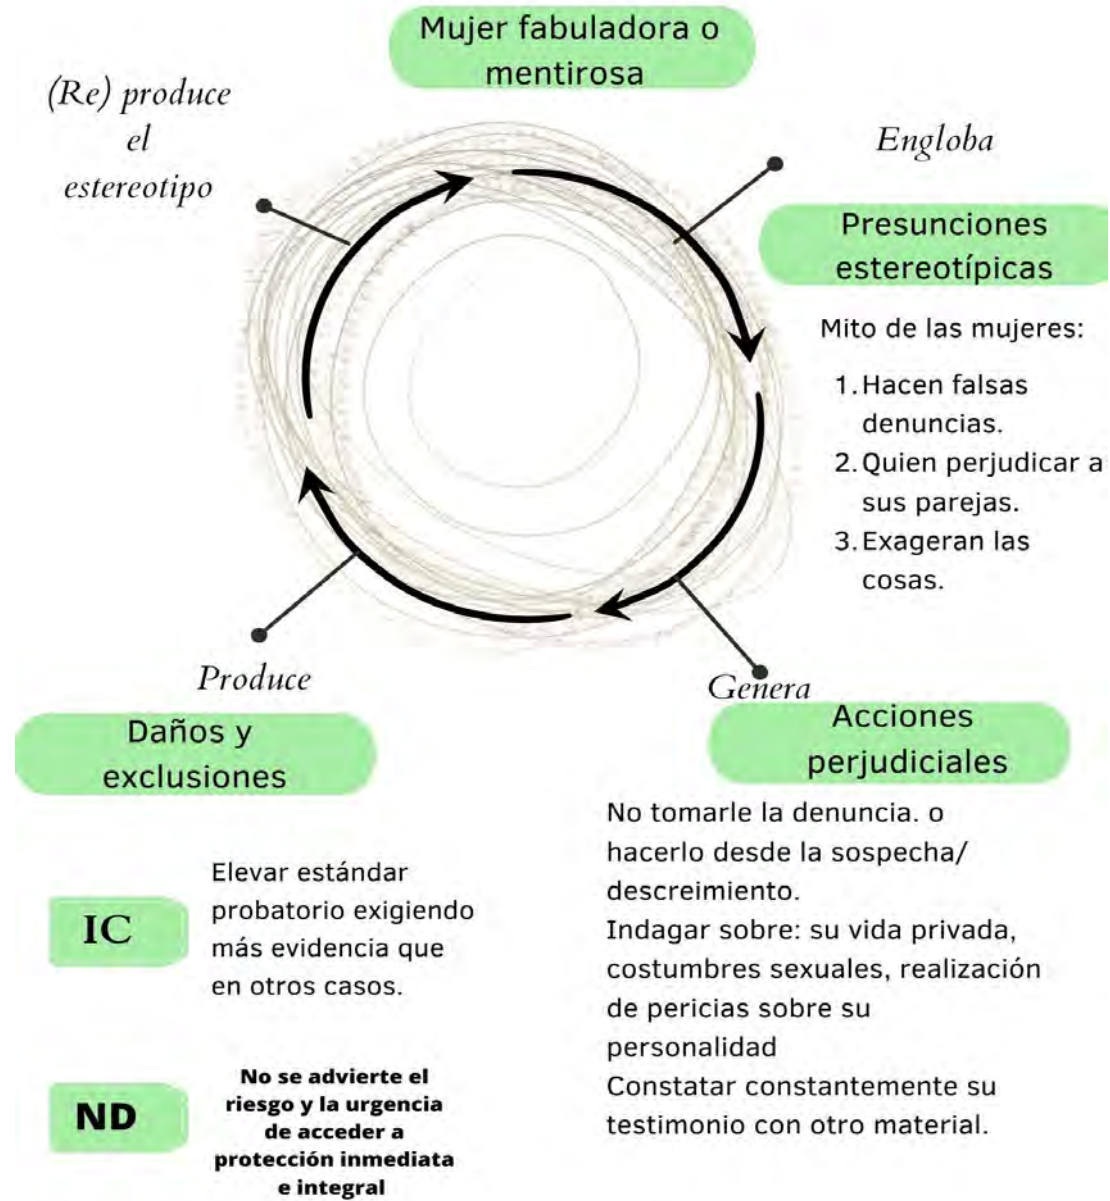 Mujer fabuladora o
mentirosa
(Re) produce
el
estereotipo
Engloba
Presunciones
estereotípicas
Mito de las mujeres:
1. Hacen falsas
denuncias.
2. Quien perjudicar a
sus parejas.
3. Exageran las
cosas.
Produce
Genera
Daños y
exclusiones
Acciones
perjudiciales
No tomarle la denuncia. o
hacerlo desde la sospecha/
descreimiento.
Indagar sobre: su vida privada,
costumbres sexuales, realización
de pericias sobre su
personalidad
Constatar constantemente su
testimonio con otro material.
IC
Elevar estándar
probatorio exigiendo
más evidencia que
en otros casos.
ND
No se advierte el
riesgo y la urgencia
de acceder a
protección inmediata
e integral